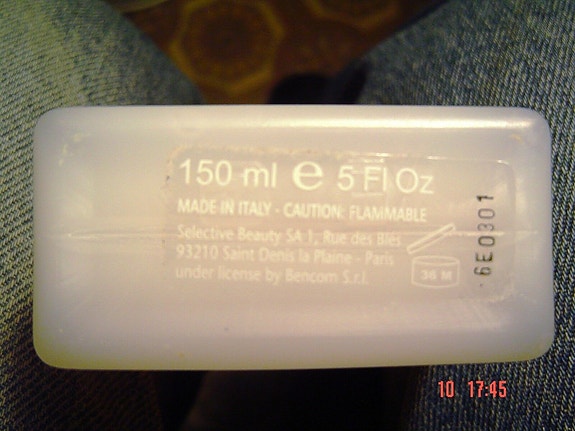 150 ml e 5 Fl Oz
MADE IN ITALY - CAUTION: FLAMMABLE
Selective Beauty SA 1, Rue des Blés
93210 Saint Denis la Plaine - Paris
under license by Bencom S.r.l.
36 M
6E0301
10 17:45